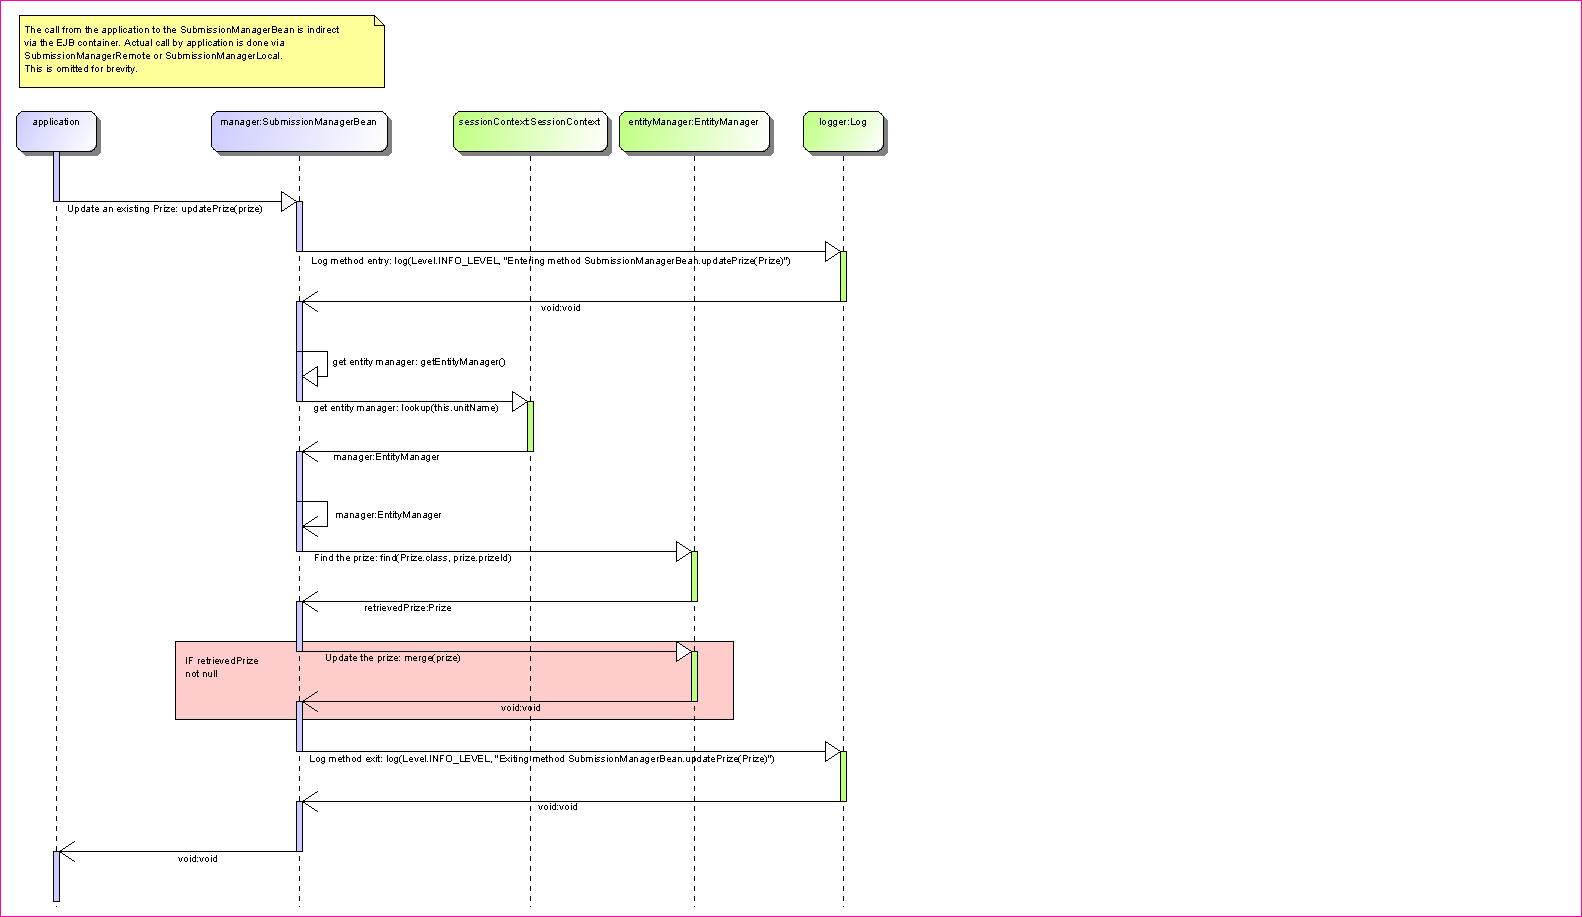 The call from the application to the SubmissionManagerBean is indirect
via the EJB container. Actual call by application is done via
SubmissionManagerRemote or SubmissionManagerLocal.
This is omitted for brevity.
application
manager:SubmissionManagerBean
sessionContext:SessionContext
entityManager:EntityManager
logger:Log
Update an existing Prize: updatePrize(prize)
Log method entry: log(Level.INFO_LEVEL, "Entering method SubmissionManagerBean.updatePrize(Prize)")
void:void
get entity manager: getEntityManager()
get entity manager: lookup(this.unitName)
manager:EntityManager
manager:EntityManager
Find the prize: find(Prize.class, prize.prizeId)
retrievedPrize:Prize
IF retrievedPrize
not null
Update the prize: merge(prize)
void:void
Log method exit: log(Level.INFO_LEVEL, "Exiting method SubmissionManagerBean.updatePrize(Prize)")
void:void
void:void